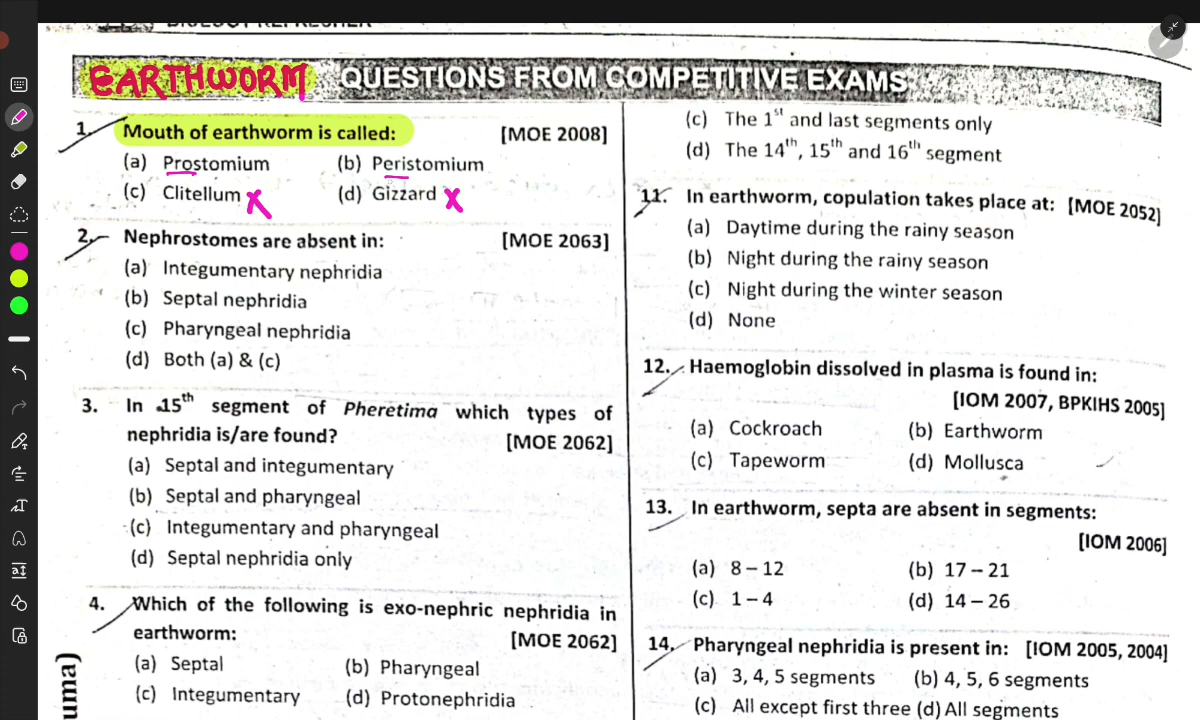 BIOLOGY REFRESHER
EARTHWORM QUESTIONS FROM COMPETITIVE EXAMS
1. Mouth of earthworm is called: [MOE 2008]
(a) Prostomium (b) Peristomium
(c) Clitellum (d) Gizzard
2. Nephrostomes are absent in: [MOE 2063]
(a) Integumentary nephridia
(b) Septal nephridia
(c) Pharyngeal nephridia
(d) Both (a) & (c)
3. In 15th segment of Pheretima which types of
nephridia is/are found? [MOE 2062]
(a) Septal and integumentary
(b) Septal and pharyngeal
(c) Integumentary and pharyngeal
(d) Septal nephridia only
4. Which of the following is exo-nephric nephridia in
earthworm: [MOE 2062]
(a) Septal (b) Pharyngeal
(c) Integumentary (d) Protonephridia
uma)
(c) The 1st and last segments only
(d) The 14th, 15th and 16th segment
11. In earthworm, copulation takes place at: [MOE 2052]
(a) Daytime during the rainy season
(b) Night during the rainy season
(c) Night during the winter season
(d) None
12. Haemoglobin dissolved in plasma is found in:
[IOM 2007, BPKIHS 2005]
(a) Cockroach (b) Earthworm
(c) Tapeworm (d) Mollusca
13. In earthworm, septa are absent in segments:
[IOM 2006]
(a) 8 – 12 (b) 17 – 21
(c) 1 – 4 (d) 14 – 26
14. Pharyngeal nephridia is present in: [IOM 2005, 2004]
(a) 3, 4, 5 segments (b) 4, 5, 6 segments
(c) All except first three (d) All segments